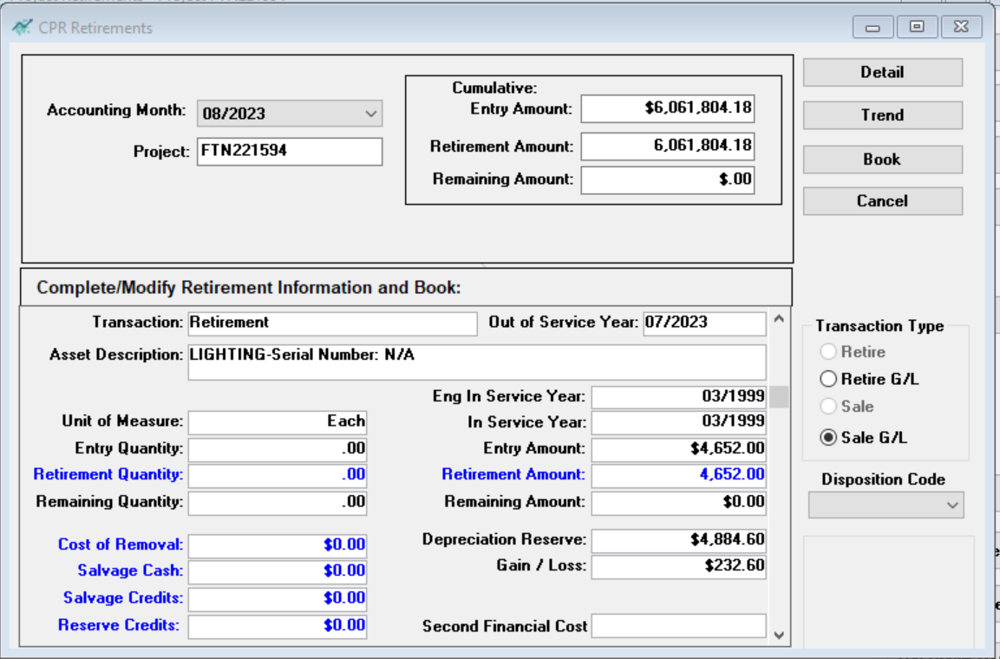 CPR Retirements
Accounting Month: 08/2023
Project: FTN221594
Cumulative:
Entry Amount: $6,061,804.18
Retirement Amount: 6,061,804.18
Remaining Amount: $.00
Detail
Trend
Book
Cancel
Complete/Modify Retirement Information and Book:
Transaction: Retirement Out of Service Year: 07/2023
Asset Description: LIGHTING-Serial Number: N/A
Eng In Service Year: 03/1999
Unit of Measure: Each In Service Year: 03/1999
Entry Quantity: .00 Entry Amount: $4,652.00
Retirement Quantity: .00 Retirement Amount: 4,652.00
Remaining Quantity: .00 Remaining Amount: $0.00
Cost of Removal: $0.00 Depreciation Reserve: $4,884.60
Salvage Cash: $0.00 Gain / Loss: $232.60
Salvage Credits: $0.00
Reserve Credits: $0.00 Second Financial Cost
Transaction Type
Retire
Retire G/L
Sale
Sale G/L
Disposition Code